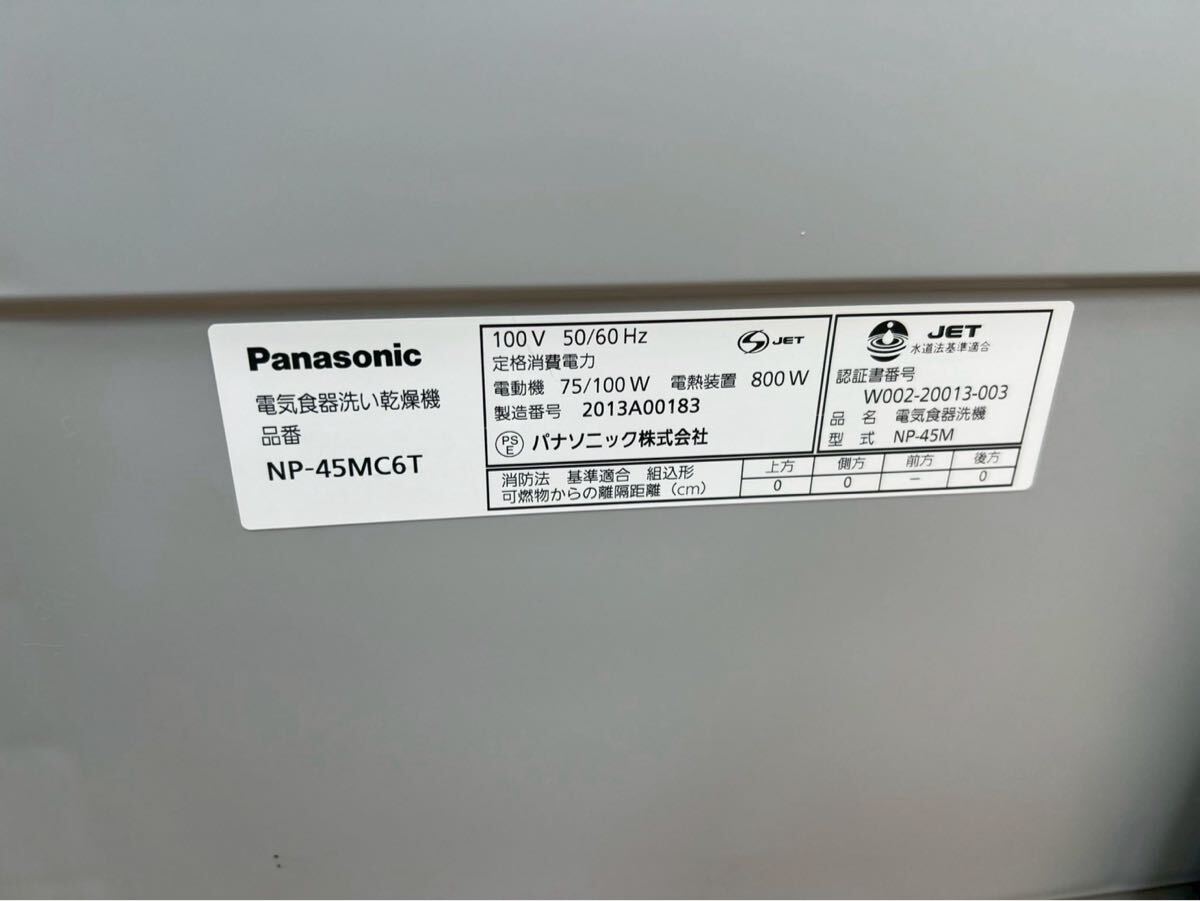 Panasonic
電気食器洗い乾燥機
品番
NP-45MC6T
100V 50/60Hz
定格消費電力
電動機 75/100W 電熱装置 800W
製造番号 2013A00183
PS
E
パナソニック株式会社
S JET
JET
水道法基準適合
認証書番号
W002-20013-003
品 名 電気食器洗機
型 式 NP-45M
消防法 基準適合 組込形
可燃物からの離隔距離(cm)
上方 側方 前方 後方
0 0 － 0